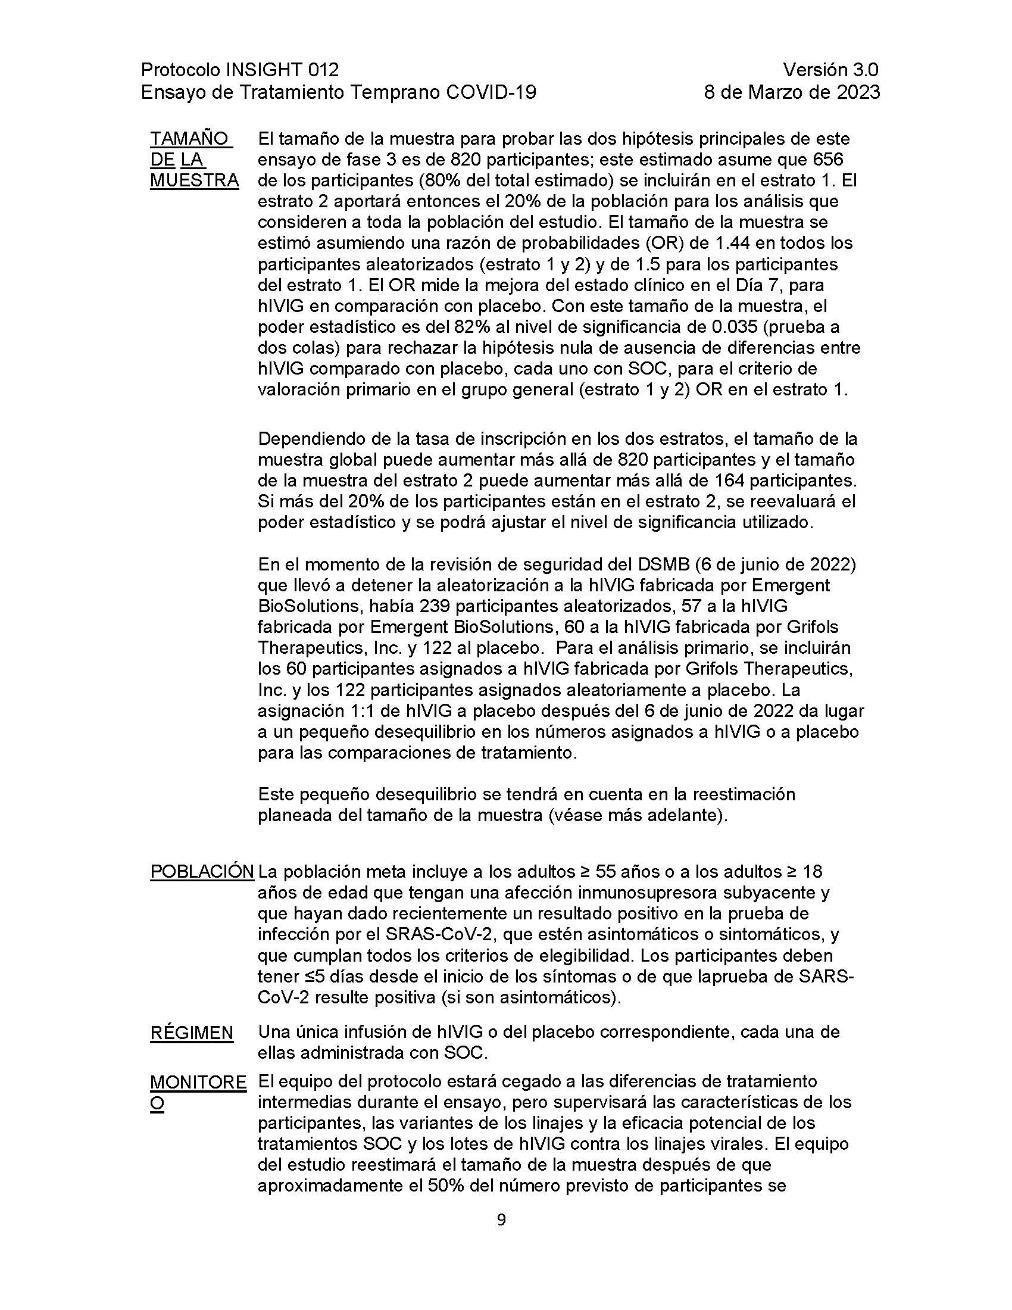 Protocolo INSIGHT 012 Versión 3.0
Ensayo de Tratamiento Temprano COVID-19 8 de Marzo de 2023
TAMAÑO El tamaño de la muestra para probar las dos hipótesis principales de este
DE LA ensayo de fase 3 es de 820 participantes; este estimado asume que 656
MUESTRA de los participantes (80% del total estimado) se incluirán en el estrato 1. El
estrato 2 aportará entonces el 20% de la población para los análisis que
consideren a toda la población del estudio. El tamaño de la muestra se
estimó asumiendo una razón de probabilidades (OR) de 1.44 en todos los
participantes aleatorizados (estrato 1 y 2) y de 1.5 para los participantes
del estrato 1. El OR mide la mejora del estado clínico en el Día 7, para
hIVIG en comparación con placebo. Con este tamaño de la muestra, el
poder estadístico es del 82% al nivel de significancia de 0.035 (prueba a
dos colas) para rechazar la hipótesis nula de ausencia de diferencias entre
hIVIG comparado con placebo, cada uno con SOC, para el criterio de
valoración primario en el grupo general (estrato 1 y 2) OR en el estrato 1.
Dependiendo de la tasa de inscripción en los dos estratos, el tamaño de la
muestra global puede aumentar más allá de 820 participantes y el tamaño
de la muestra del estrato 2 puede aumentar más allá de 164 participantes.
Si más del 20% de los participantes están en el estrato 2, se reevaluará el
poder estadístico y se podrá ajustar el nivel de significancia utilizado.
En el momento de la revisión de seguridad del DSMB (6 de junio de 2022)
que llevó a detener la aleatorización a la hIVIG fabricada por Emergent
BioSolutions, había 239 participantes aleatorizados, 57 a la hIVIG
fabricada por Emergent BioSolutions, 60 a la hIVIG fabricada por Grifols
Therapeutics, Inc. y 122 al placebo. Para el análisis primario, se incluirán
los 60 participantes asignados a hIVIG fabricada por Grifols Therapeutics,
Inc. y los 122 participantes asignados aleatoriamente a placebo. La
asignación 1:1 de hIVIG a placebo después del 6 de junio de 2022 da lugar
a un pequeño desequilibrio en los números asignados a hIVIG o a placebo
para las comparaciones de tratamiento.
Este pequeño desequilibrio se tendrá en cuenta en la reestimación
planeada del tamaño de la muestra (véase más adelante).
POBLACIÓN La población meta incluye a los adultos ≥ 55 años o a los adultos ≥ 18
años de edad que tengan una afección inmunosupresora subyacente y
que hayan dado recientemente un resultado positivo en la prueba de
infección por el SRAS-CoV-2, que estén asintomáticos o sintomáticos, y
que cumplan todos los criterios de elegibilidad. Los participantes deben
tener ≤5 días desde el inicio de los síntomas o de que laprueba de SARS-
CoV-2 resulte positiva (si son asintomáticos).
RÉGIMEN Una única infusión de hIVIG o del placebo correspondiente, cada una de
ellas administrada con SOC.
MONITORE El equipo del protocolo estará cegado a las diferencias de tratamiento
O intermedias durante el ensayo, pero supervisará las características de los
participantes, las variantes de los linajes y la eficacia potencial de los
tratamientos SOC y los lotes de hIVIG contra los linajes virales. El equipo
del estudio reestimará el tamaño de la muestra después de que
aproximadamente el 50% del número previsto de participantes se
9